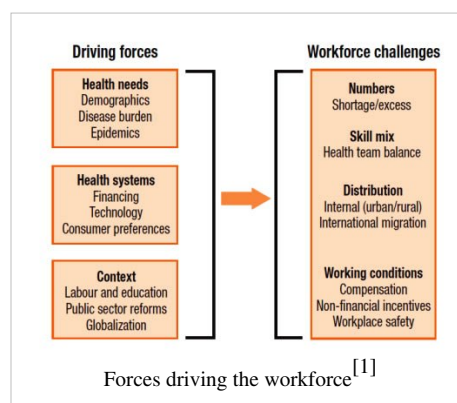 Driving forces
Health needs
Demographics
Disease burden
Epidemics
Health systems
Financing
Technology
Consumer preferences
Context
Labour and education
Public sector reforms
Globalization
Workforce challenges
Numbers
Shortage/excess
Skill mix
Health team balance
Distribution
Internal (urban/rural)
International migration
Working conditions
Compensation
Non-financial incentives
Workplace safety
Forces driving the workforce[1]